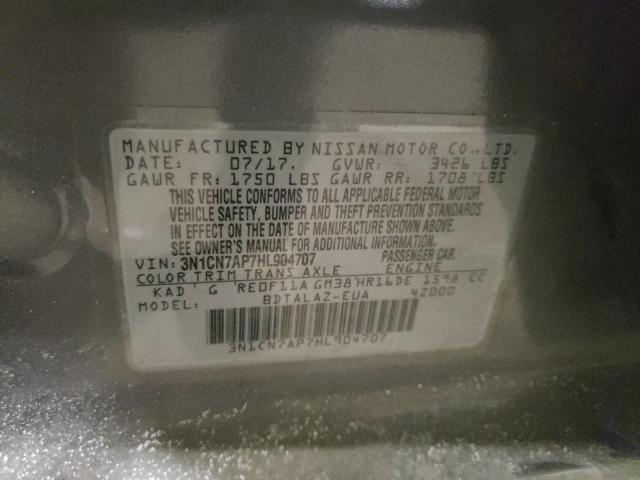 MANUFACTURED BY NISSAN MOTOR CO.,LTD.
DATE: 07/17. GVWR: 3426 LBS
GAWR FR: 1750 LBS GAWR RR: 1708 LBS
THIS VEHICLE CONFORMS TO ALL APPLICABLE FEDERAL MOTOR
VEHICLE SAFETY, BUMPER AND THEFT PREVENTION STANDARDS
IN EFFECT ON THE DATE OF MANUFACTURE SHOWN ABOVE.
SEE OWNER'S MANUAL FOR ADDITIONAL INFORMATION.
VIN: 3N1CN7AP7HL904707 PASSENGER CAR.
COLOR TRIM TRANS AXLE ENGINE
KAD G RE0F11A GM38 HR16DE 1598 CC
MODEL: BDTALAZ-EUA 42000
3N1CN7AP7HL904707